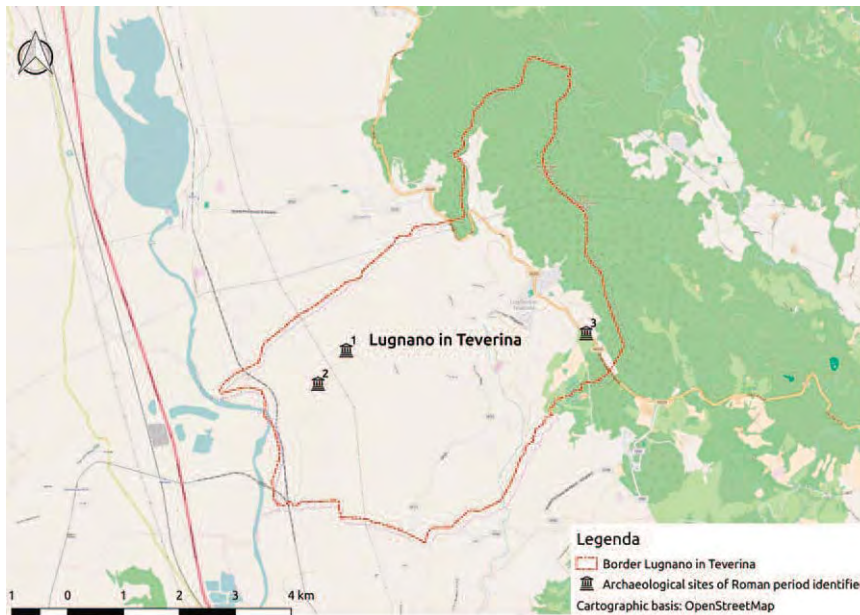 Lugnano in Teverina
1
2
3
Legenda
Border Lugnano in Teverina
Archaeological sites of Roman period identifie
Cartographic basis: OpenStreetMap
1 0 1 2 3 4 km